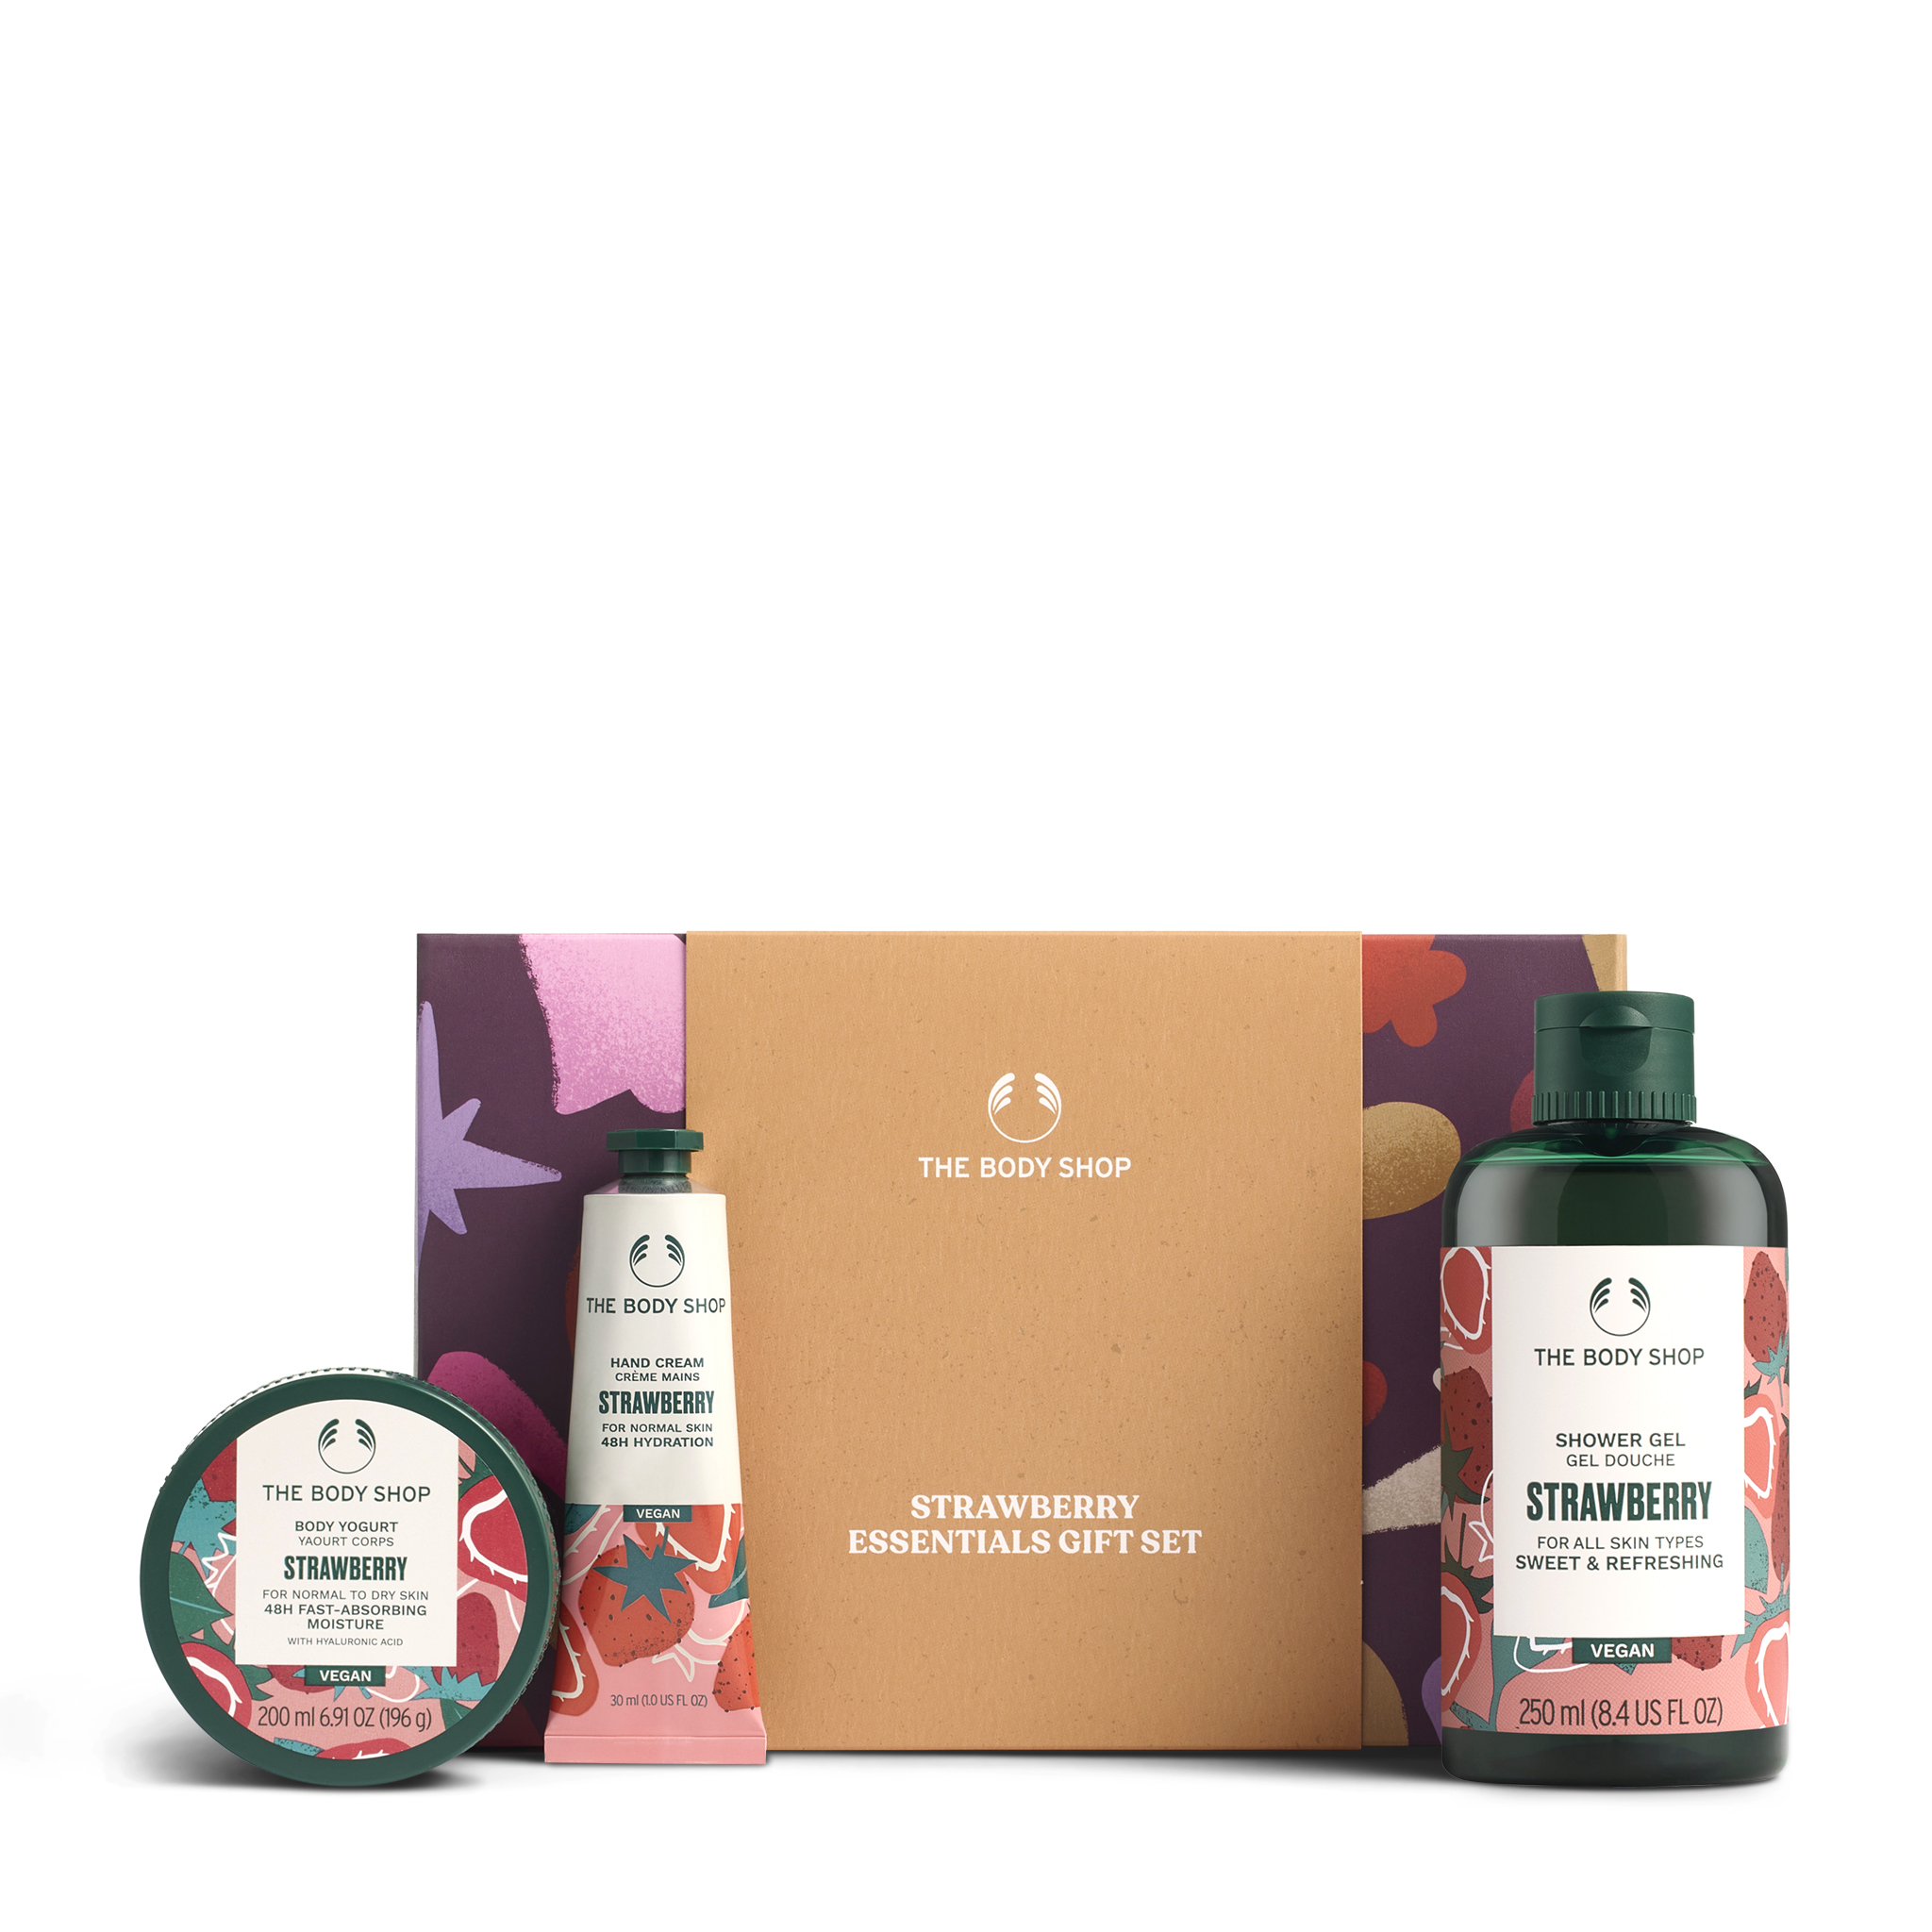 THE BODY SHOP
STRAWBERRY
ESSENTIALS GIFT SET
THE BODY SHOP
BODY YOGURT
YAOURT CORPS
STRAWBERRY
FOR NORMAL TO DRY SKIN
48H FAST-ABSORBING
MOISTURE
WITH HYALURONIC ACID
VEGAN
200 ml 6.91 OZ (196 g)
THE BODY SHOP
HAND CREAM
CRÈME MAINS
STRAWBERRY
FOR NORMAL SKIN
48H HYDRATION
VEGAN
30 ml (1.0 US FL OZ)
THE BODY SHOP
SHOWER GEL
GEL DOUCHE
STRAWBERRY
FOR ALL SKIN TYPES
SWEET & REFRESHING
VEGAN
250 ml (8.4 US FL OZ)